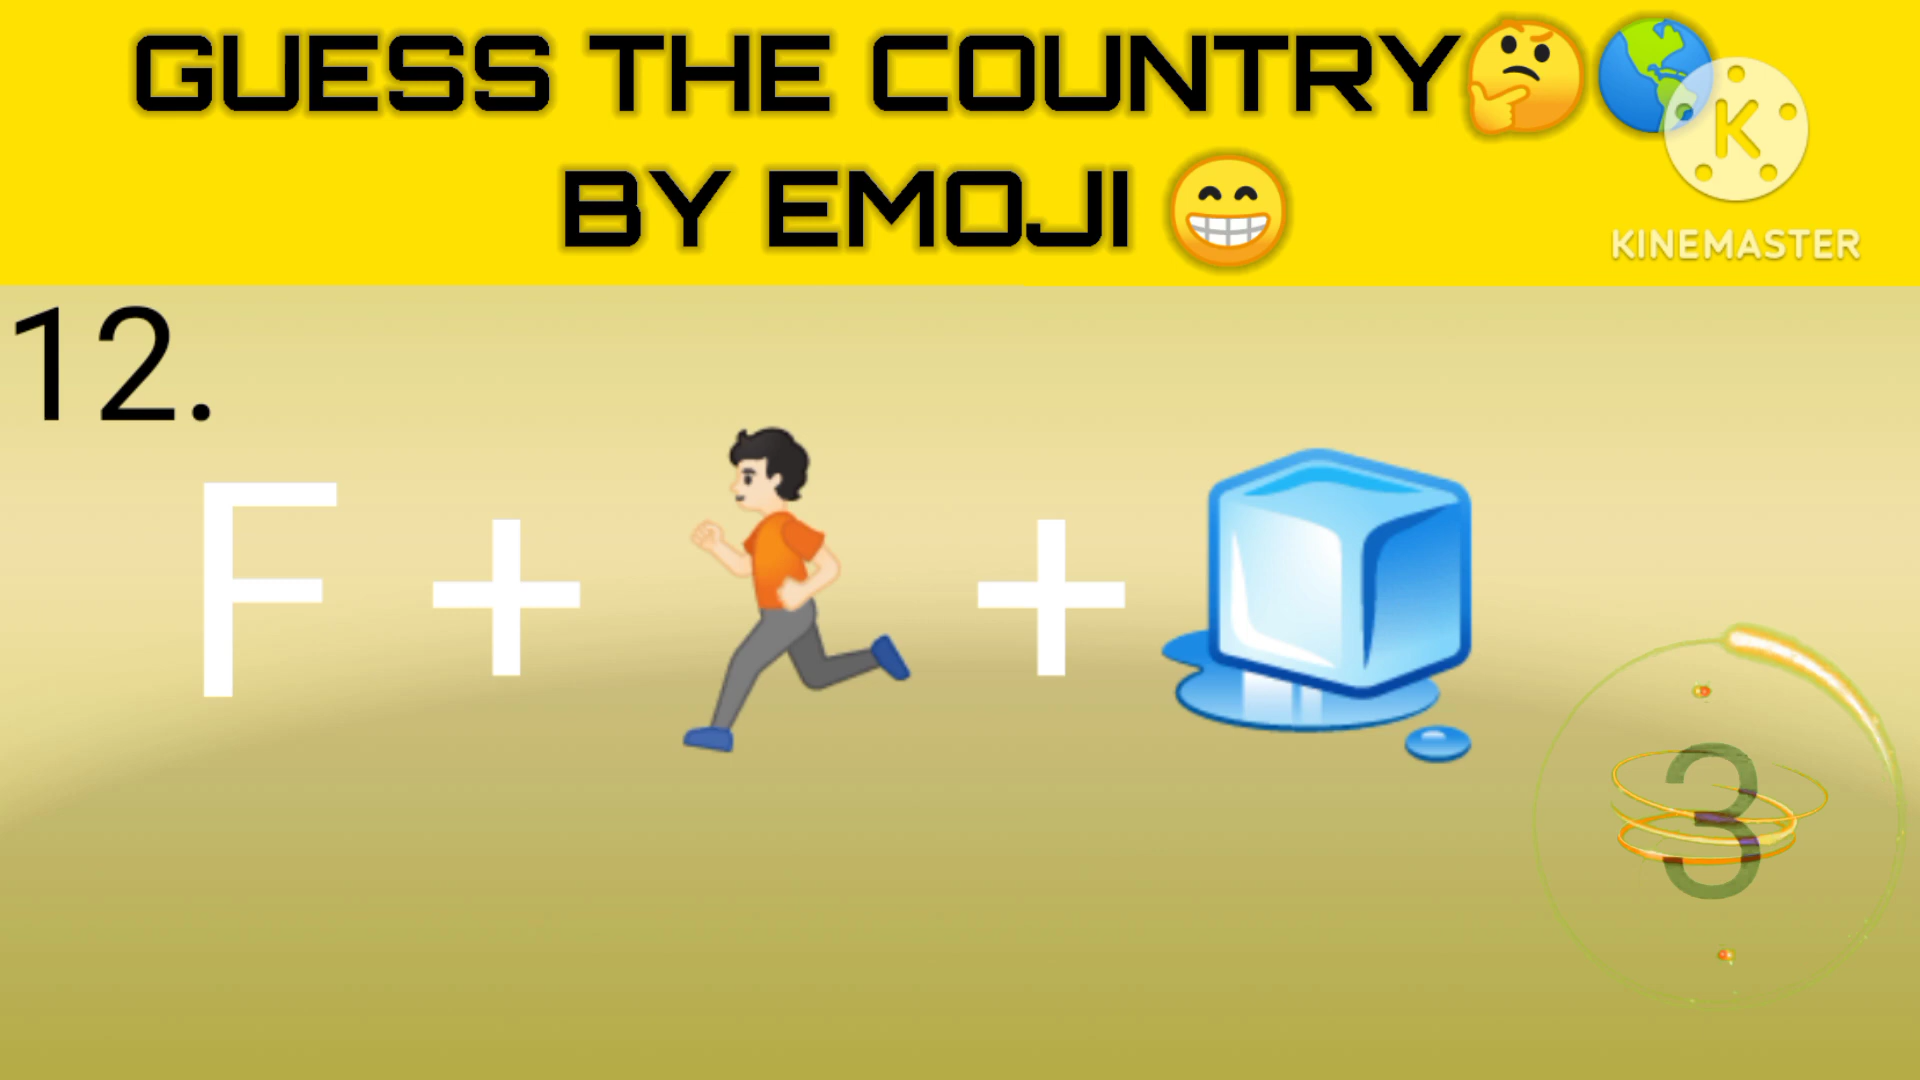 GUESS THE COUNTRY🤔🌎
BY EMOJI 😁
K
KINEMASTER
12.
F + 🏃🏻 + 🧊
3